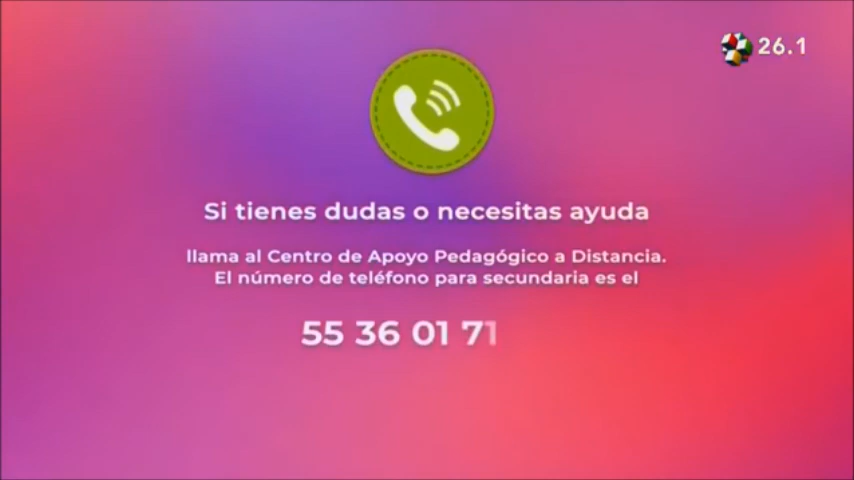 26.1
Si tienes dudas o necesitas ayuda
llama al Centro de Apoyo Pedagógico a Distancia.
El número de teléfono para secundaria es el
55 36 01 71